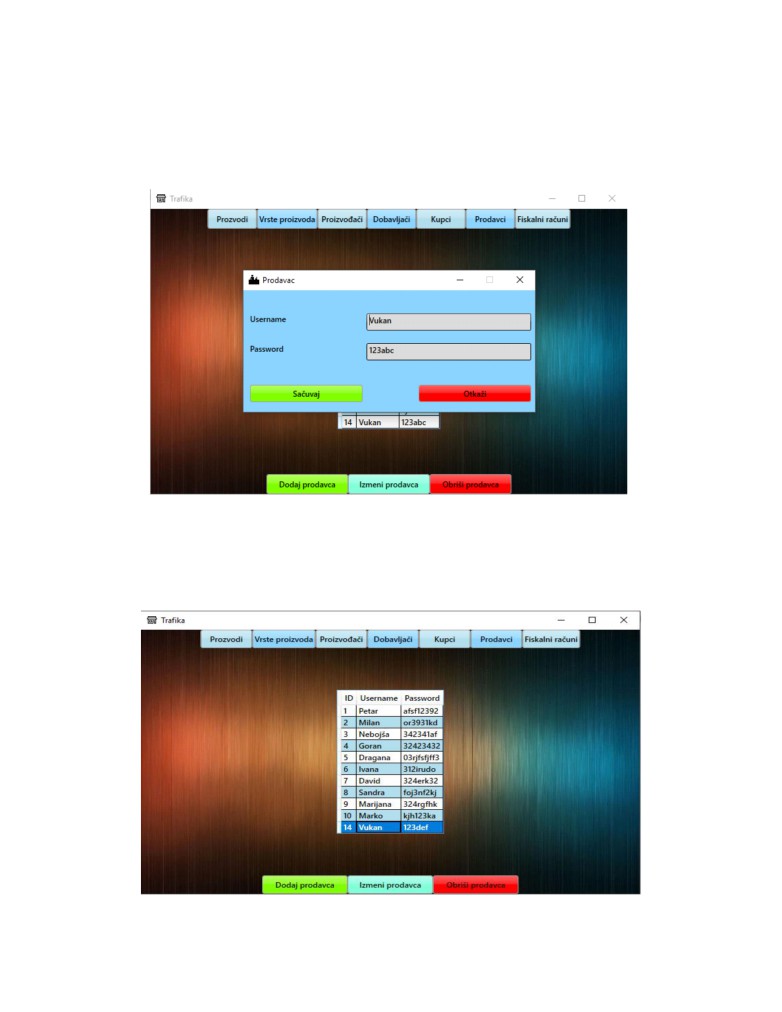 Trafika
Prozvodi Vrste proizvoda Proizvođači Dobavljači Kupci Prodavci Fiskalni računi
Prodavac
Username Vukan
Password 123abc
Sačuvaj Otkaži
14 Vukan 123abc
Dodaj prodavca Izmeni prodavca Obriši prodavca
Trafika
Prozvodi Vrste proizvoda Proizvođači Dobavljači Kupci Prodavci Fiskalni računi
ID Username Password
1 Petar afsf12392
2 Milan or3931kd
3 Nebojša 342341af
4 Goran 32423432
5 Dragana 03rjfsfjff3
6 Ivana 312irudo
7 David 324erk32
8 Sandra foj3nf2kj
9 Marijana 324rgfhk
10 Marko kjh123ka
14 Vukan 123def
Dodaj prodavca Izmeni prodavca Obriši prodavca